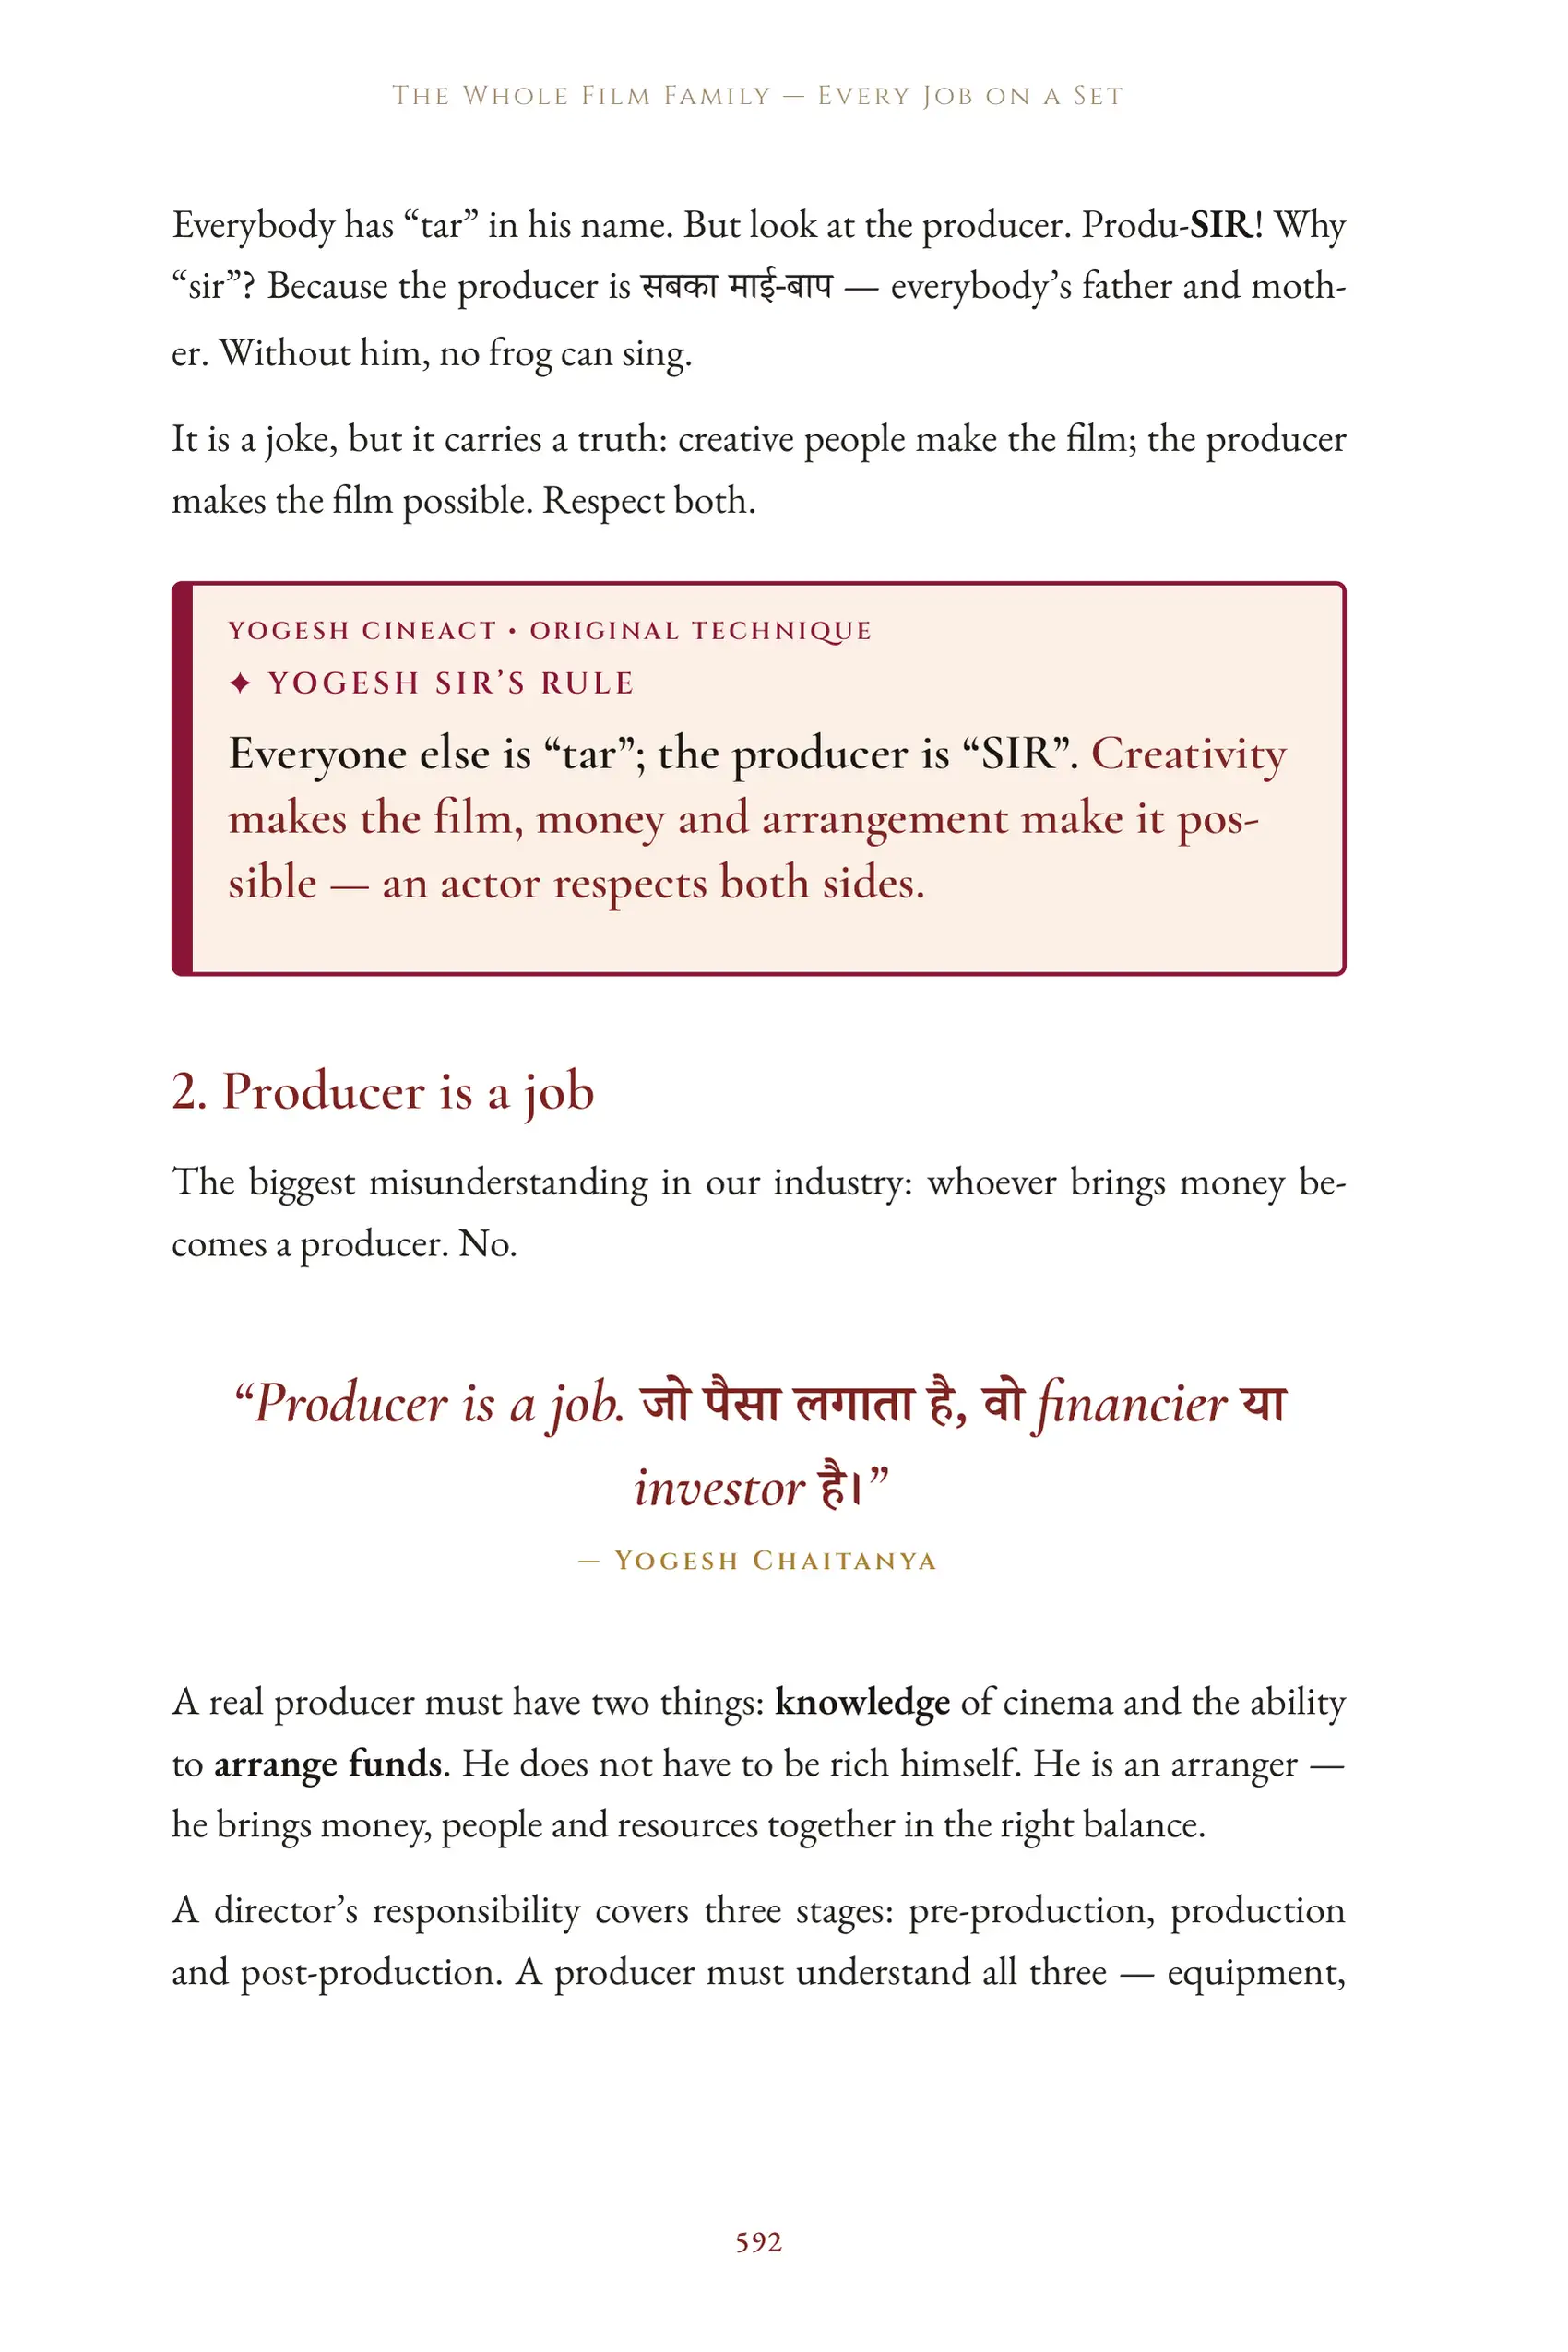 The Whole Film Family — Every Job on a Set
Everybody has “tar” in his name. But look at the producer. Produ-SIR! Why
“sir”? Because the producer is सबका माई-बाप — everybody’s father and moth-
er. Without him, no frog can sing.
It is a joke, but it carries a truth: creative people make the film; the producer
makes the film possible. Respect both.
YOGESH CINEACT • ORIGINAL TECHNIQUE
✦ YOGESH SIR’S RULE
Everyone else is “tar”; the producer is “SIR”. Creativity
makes the film, money and arrangement make it pos-
sible — an actor respects both sides.
2. Producer is a job
The biggest misunderstanding in our industry: whoever brings money be-
comes a producer. No.
“Producer is a job. जो पैसा लगाता है, वो financier या
investor है।”
— Yogesh Chaitanya
A real producer must have two things: knowledge of cinema and the ability
to arrange funds. He does not have to be rich himself. He is an arranger —
he brings money, people and resources together in the right balance.
A director’s responsibility covers three stages: pre-production, production
and post-production. A producer must understand all three — equipment,
592